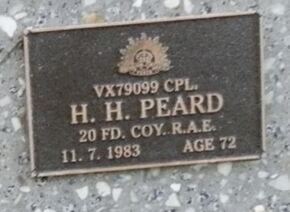 VX79099 CPL.
H. H. PEARD
20 FD. COY. R.A.E.
11. 7. 1983 AGE 72